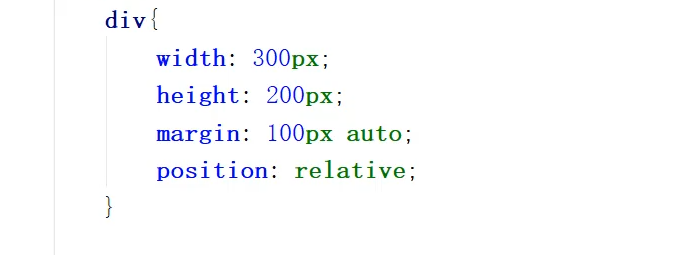 div{
width: 300px;
height: 200px;
margin: 100px auto;
position: relative;
}